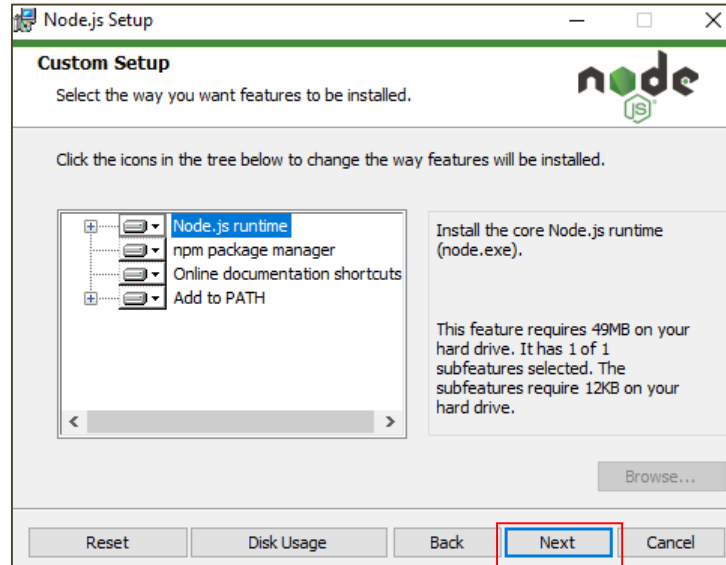 Node.js Setup
Custom Setup
Select the way you want features to be installed.
node
JS
Click the icons in the tree below to change the way features will be installed.
Node.js runtime
npm package manager
Online documentation shortcuts
Add to PATH
Install the core Node.js runtime
(node.exe).
This feature requires 49MB on your
hard drive. It has 1 of 1
subfeatures selected. The
subfeatures require 12KB on your
hard drive.
Browse...
Reset
Disk Usage
Back
Next
Cancel